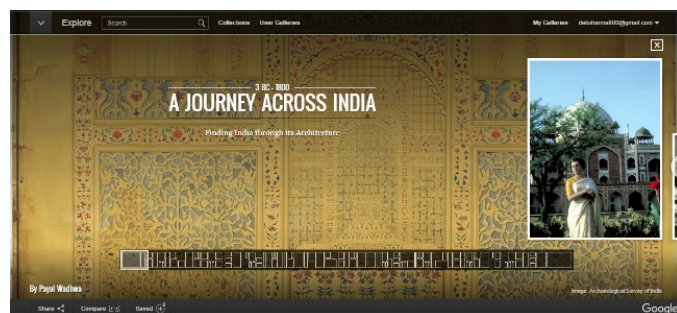 Explore Search Collections User Galleries My Galleries
3 BC - 1800
A JOURNEY ACROSS INDIA
Finding India through its Architecture
By Payal Wadhwa
Image: Archaeological Survey of India
Share Compare Saved
Google